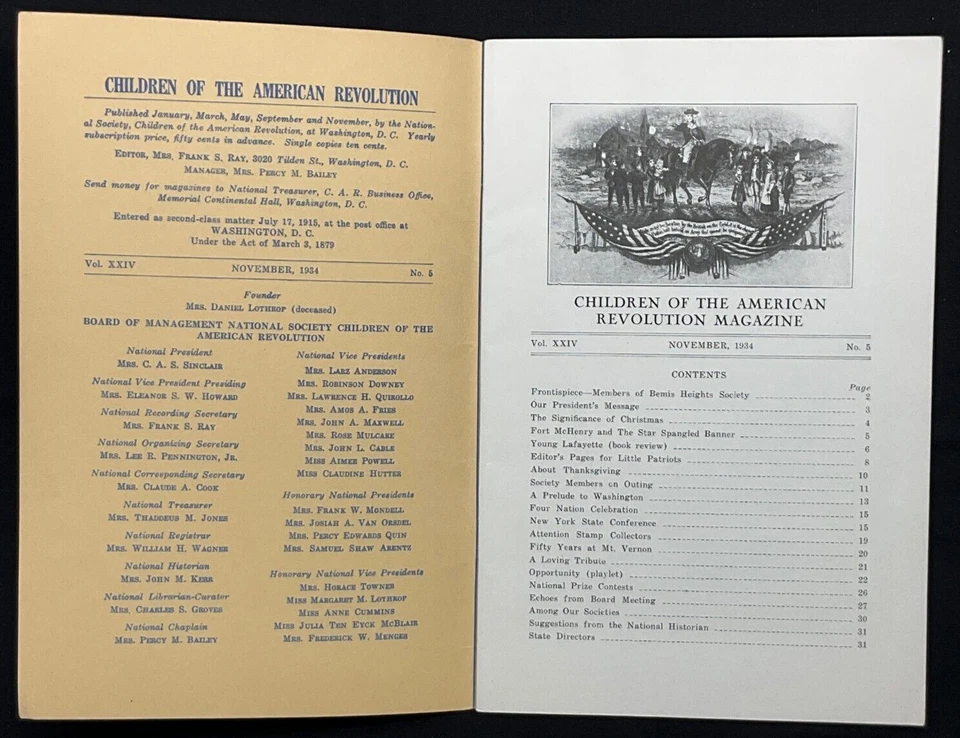 CHILDREN OF THE AMERICAN REVOLUTION
Published January, March, May, September and November, by the Nation-
al Society, Children of the American Revolution, at Washington, D. C. Yearly
subscription price, fifty cents in advance. Single copies ten cents.
EDITOR, MRS. FRANK S. RAY, 3020 Tilden St., Washington, D. C.
MANAGER, MRS. PERCY M. BAILEY
Send money for magazines to National Treasurer, C. A. R. Business Office,
Memorial Continental Hall, Washington, D. C.
Entered as second-class matter July 17, 1915, at the post office at
WASHINGTON, D. C.
Under the Act of March 3, 1879
Vol. XXIV NOVEMBER, 1934 No. 5
Founder
MRS. DANIEL LOTHROP (deceased)
BOARD OF MANAGEMENT NATIONAL SOCIETY CHILDREN OF THE
AMERICAN REVOLUTION
National President
MRS. C. A. S. SINCLAIR
National Vice President Presiding
MRS. ELEANOR S. W. HOWARD
National Recording Secretary
MRS. FRANK S. RAY
National Organizing Secretary
MRS. LEE R. PENNINGTON, JR.
National Corresponding Secretary
MRS. CLAUDE A. COOK
National Treasurer
MRS. THADDEUS M. JONES
National Registrar
MRS. WILLIAM H. WAGNER
National Historian
MRS. JOHN M. KERR
National Librarian-Curator
MRS. CHARLES S. GROVES
National Chaplain
MRS. PERCY M. BAILEY
National Vice Presidents
MRS. LARZ ANDERSON
MRS. ROBINSON DOWNEY
MRS. LAWRENCE H. QUIROLLO
MRS. AMOS A. FRIES
MRS. JOHN A. MAXWELL
MRS. ROSE MULCARE
MRS. JOHN L. CABLE
MISS AIMEE POWELL
MISS CLAUDINE HUTTER
Honorary National Presidents
MRS. FRANK W. MONDELL
MRS. JOSIAH A. VAN ORSDEL
MRS. PERCY EDWARDS QUIN
MRS. SAMUEL SHAW ARENTZ
Honorary National Vice Presidents
MRS. HORACE TOWNER
MISS MARGARET M. LOTHROP
MISS ANNE CUMMINS
MISS JULIA TEN EYCK MCBLAIR
MRS. FREDERICK W. MENGES
CHILDREN OF THE AMERICAN
REVOLUTION MAGAZINE
Vol. XXIV NOVEMBER, 1934 No. 5
CONTENTS
Page
Frontispiece—Members of Bemis Heights Society 2
Our President's Message 3
The Significance of Christmas 4
Fort McHenry and The Star Spangled Banner 5
Young Lafayette (book review) 6
Editor's Pages for Little Patriots 8
About Thanksgiving 10
Society Members on Outing 11
A Prelude to Washington 13
Four Nation Celebration 15
New York State Conference 15
Attention Stamp Collectors 19
Fifty Years at Mt. Vernon 20
A Loving Tribute 21
Opportunity (playlet) 22
National Prize Contests 26
Echoes from Board Meeting 27
Among Our Societies 30
Suggestions from the National Historian 31
State Directors 31